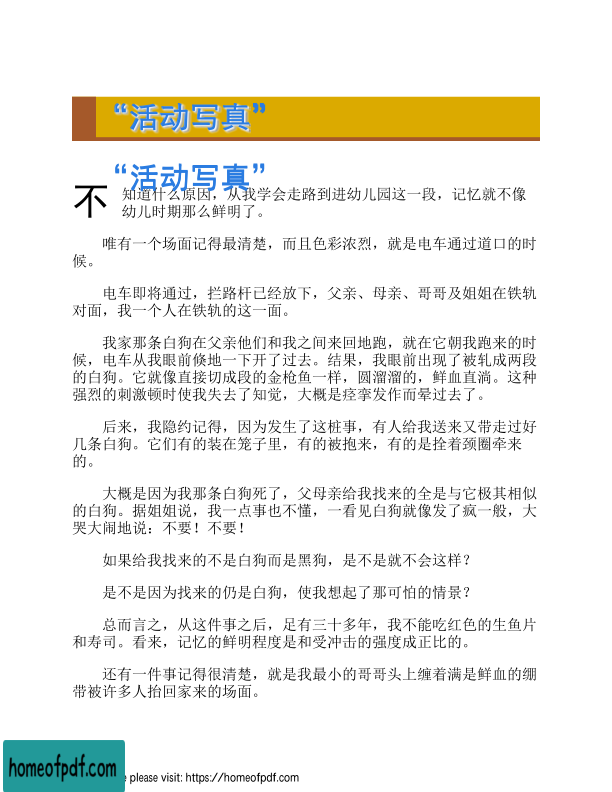 “活动写真”
“活动写真”
不知道什么原因，从我学会走路到进幼儿园这一段，记忆就不像
幼儿时期那么鲜明了。
唯有一个场面记得最清楚，而且色彩浓烈，就是电车通过道口的时
候。
电车即将通过，拦路杆已经放下，父亲、母亲、哥哥及姐姐在铁轨
对面，我一个人在铁轨的这一面。
我家那条白狗在父亲他们和我之间来回地跑，就在它朝我跑来的时
候，电车从我眼前倏地一下开了过去。结果，我眼前出现了被轧成两段
的白狗。它就像直接切成段的金枪鱼一样，圆溜溜的，鲜血直淌。这种
强烈的刺激顿时使我失去了知觉，大概是痉挛发作而晕过去了。
后来，我隐约记得，因为发生了这桩事，有人给我送来又带走过好
几条白狗。它们有的装在笼子里，有的被抱来，有的是拴着颈圈牵来
的。
大概是因为我那条白狗死了，父母亲给我找来的全是与它极其相似
的白狗。据姐姐说，我一点事也不懂，一看见白狗就像发了疯一般，大
哭大闹地说：不要！不要！
如果给我找来的不是白狗而是黑狗，是不是就不会这样？
是不是因为找来的仍是白狗，使我想起了那可怕的情景？
总而言之，从这件事之后，足有三十多年，我不能吃红色的生鱼片
和寿司。看来，记忆的鲜明程度是和受冲击的强度成正比的。
还有一件事记得很清楚，就是我最小的哥哥头上缠着满是鲜血的绷
带被许多人抬回家来的场面。
homeofpdf.com
e please visit: https://homeofpdf.com